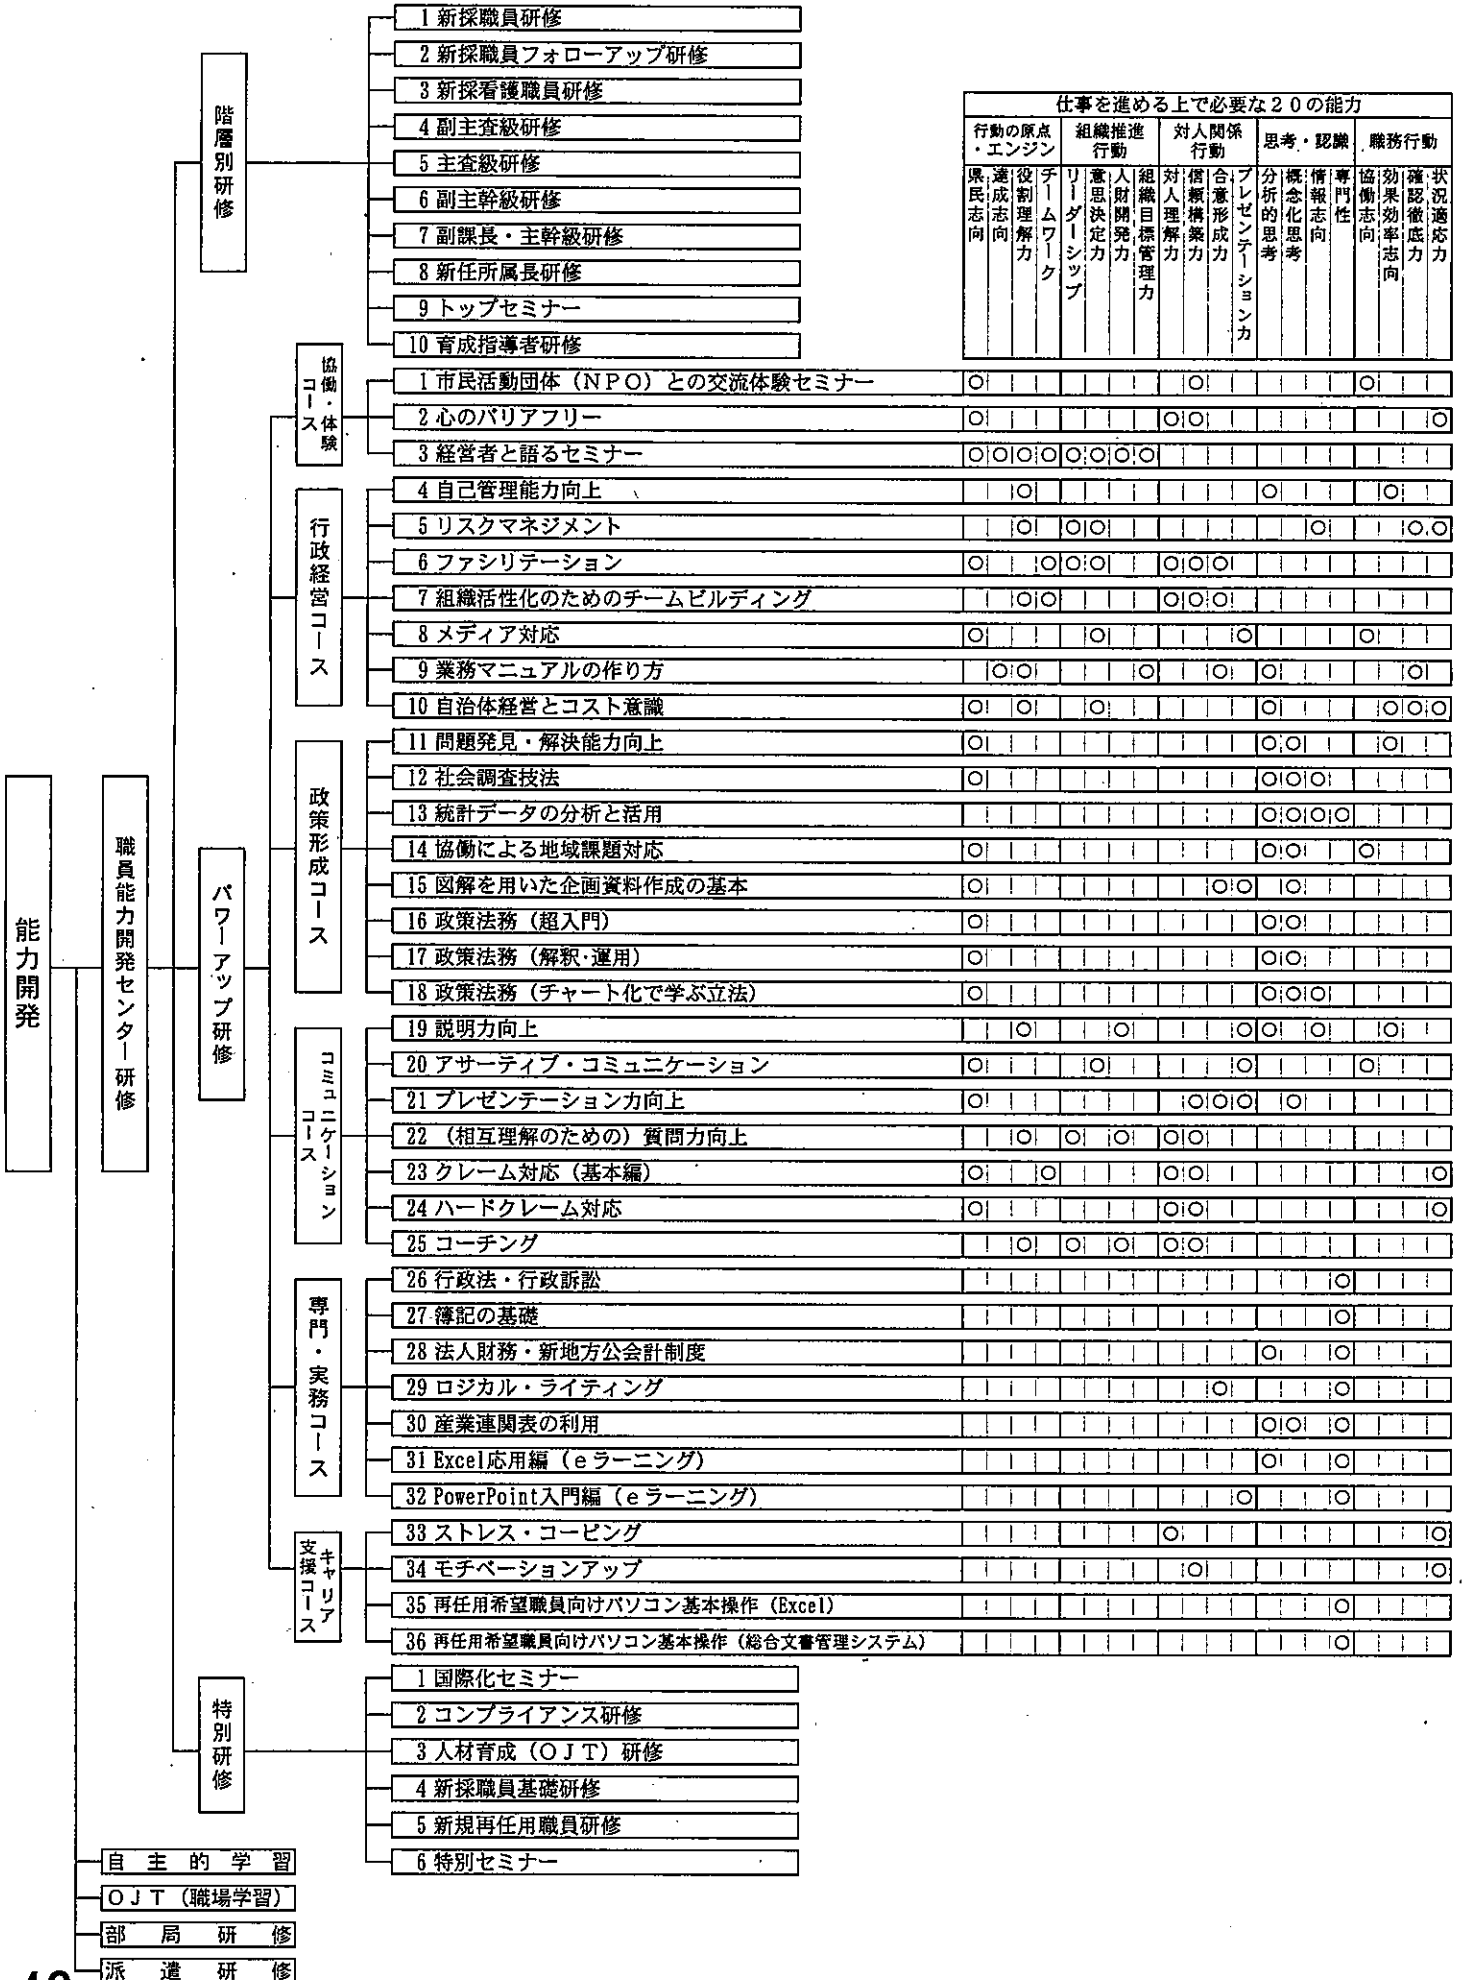 能力開発
職員能力開発センター研修
階層別研修
1 新採職員研修
2 新採職員フォローアップ研修
3 新採看護職員研修
4 副主査級研修
5 主査級研修
6 副主幹級研修
7 副課長・主幹級研修
8 新任所属長研修
9 トップセミナー
10 育成指導者研修
仕事を進める上で必要な20の能力
行動の原点・エンジン
組織推進行動
対人関係行動
思考・認識
職務行動
県民志向
達成志向
役割理解力
チームワーク
リーダーシップ
意思決定力
人財開発力
組織目標管理力
対人理解力
信頼構築力
合意形成力
プレゼンテーション力
分析的思考
概念化思考
情報志向
専門性
協働志向
効果効率志向
確認徹底力
状況適応力
パワーアップ研修
協働・体験コース
1 市民活動団体(NPO)との交流体験セミナー ○ ○ ○
2 心のバリアフリー ○ ○○ ○
3 経営者と語るセミナー ○○○○ ○○○○
行政経営コース
4 自己管理能力向上 ○ ○ ○
5 リスクマネジメント ○ ○○ ○ ○○
6 ファシリテーション ○ ○ ○○ ○○○
7 組織活性化のためのチームビルディング ○○ ○○○
8 メディア対応 ○ ○ ○ ○
9 業務マニュアルの作り方 ○○ ○ ○ ○ ○
10 自治体経営とコスト意識 ○ ○ ○ ○ ○○○
政策形成コース
11 問題発見・解決能力向上 ○ ○○ ○
12 社会調査技法 ○ ○○○
13 統計データの分析と活用 ○○○○
14 協働による地域課題対応 ○ ○○ ○
15 図解を用いた企画資料作成の基本 ○ ○○ ○
16 政策法務(超入門) ○ ○○
17 政策法務(解釈・運用) ○ ○○
18 政策法務(チャート化で学ぶ立法) ○ ○○○
コミュニケーションコース
19 説明力向上 ○ ○ ○ ○ ○ ○
20 アサーティブ・コミュニケーション ○ ○ ○ ○
21 プレゼンテーション力向上 ○ ○○○ ○
22 (相互理解のための)質問力向上 ○ ○ ○ ○○
23 クレーム対応(基本編) ○ ○ ○○ ○
24 ハードクレーム対応 ○ ○○ ○
25 コーチング ○ ○ ○ ○○
専門・実務コース
26 行政法・行政訴訟 ○
27 簿記の基礎 ○
28 法人財務・新地方公会計制度 ○ ○
29 ロジカル・ライティング ○ ○
30 産業連関表の利用 ○○ ○
31 Excel応用編(eラーニング) ○ ○
32 PowerPoint入門編(eラーニング) ○ ○
キャリア支援コース
33 ストレス・コーピング ○ ○
34 モチベーションアップ ○ ○
35 再任用希望職員向けパソコン基本操作(Excel) ○
36 再任用希望職員向けパソコン基本操作(総合文書管理システム) ○
特別研修
1 国際化セミナー
2 コンプライアンス研修
3 人材育成(OJT)研修
4 新採職員基礎研修
5 新規再任用職員研修
6 特別セミナー
自主的学習
OJT(職場学習)
部局研修
派遣研修